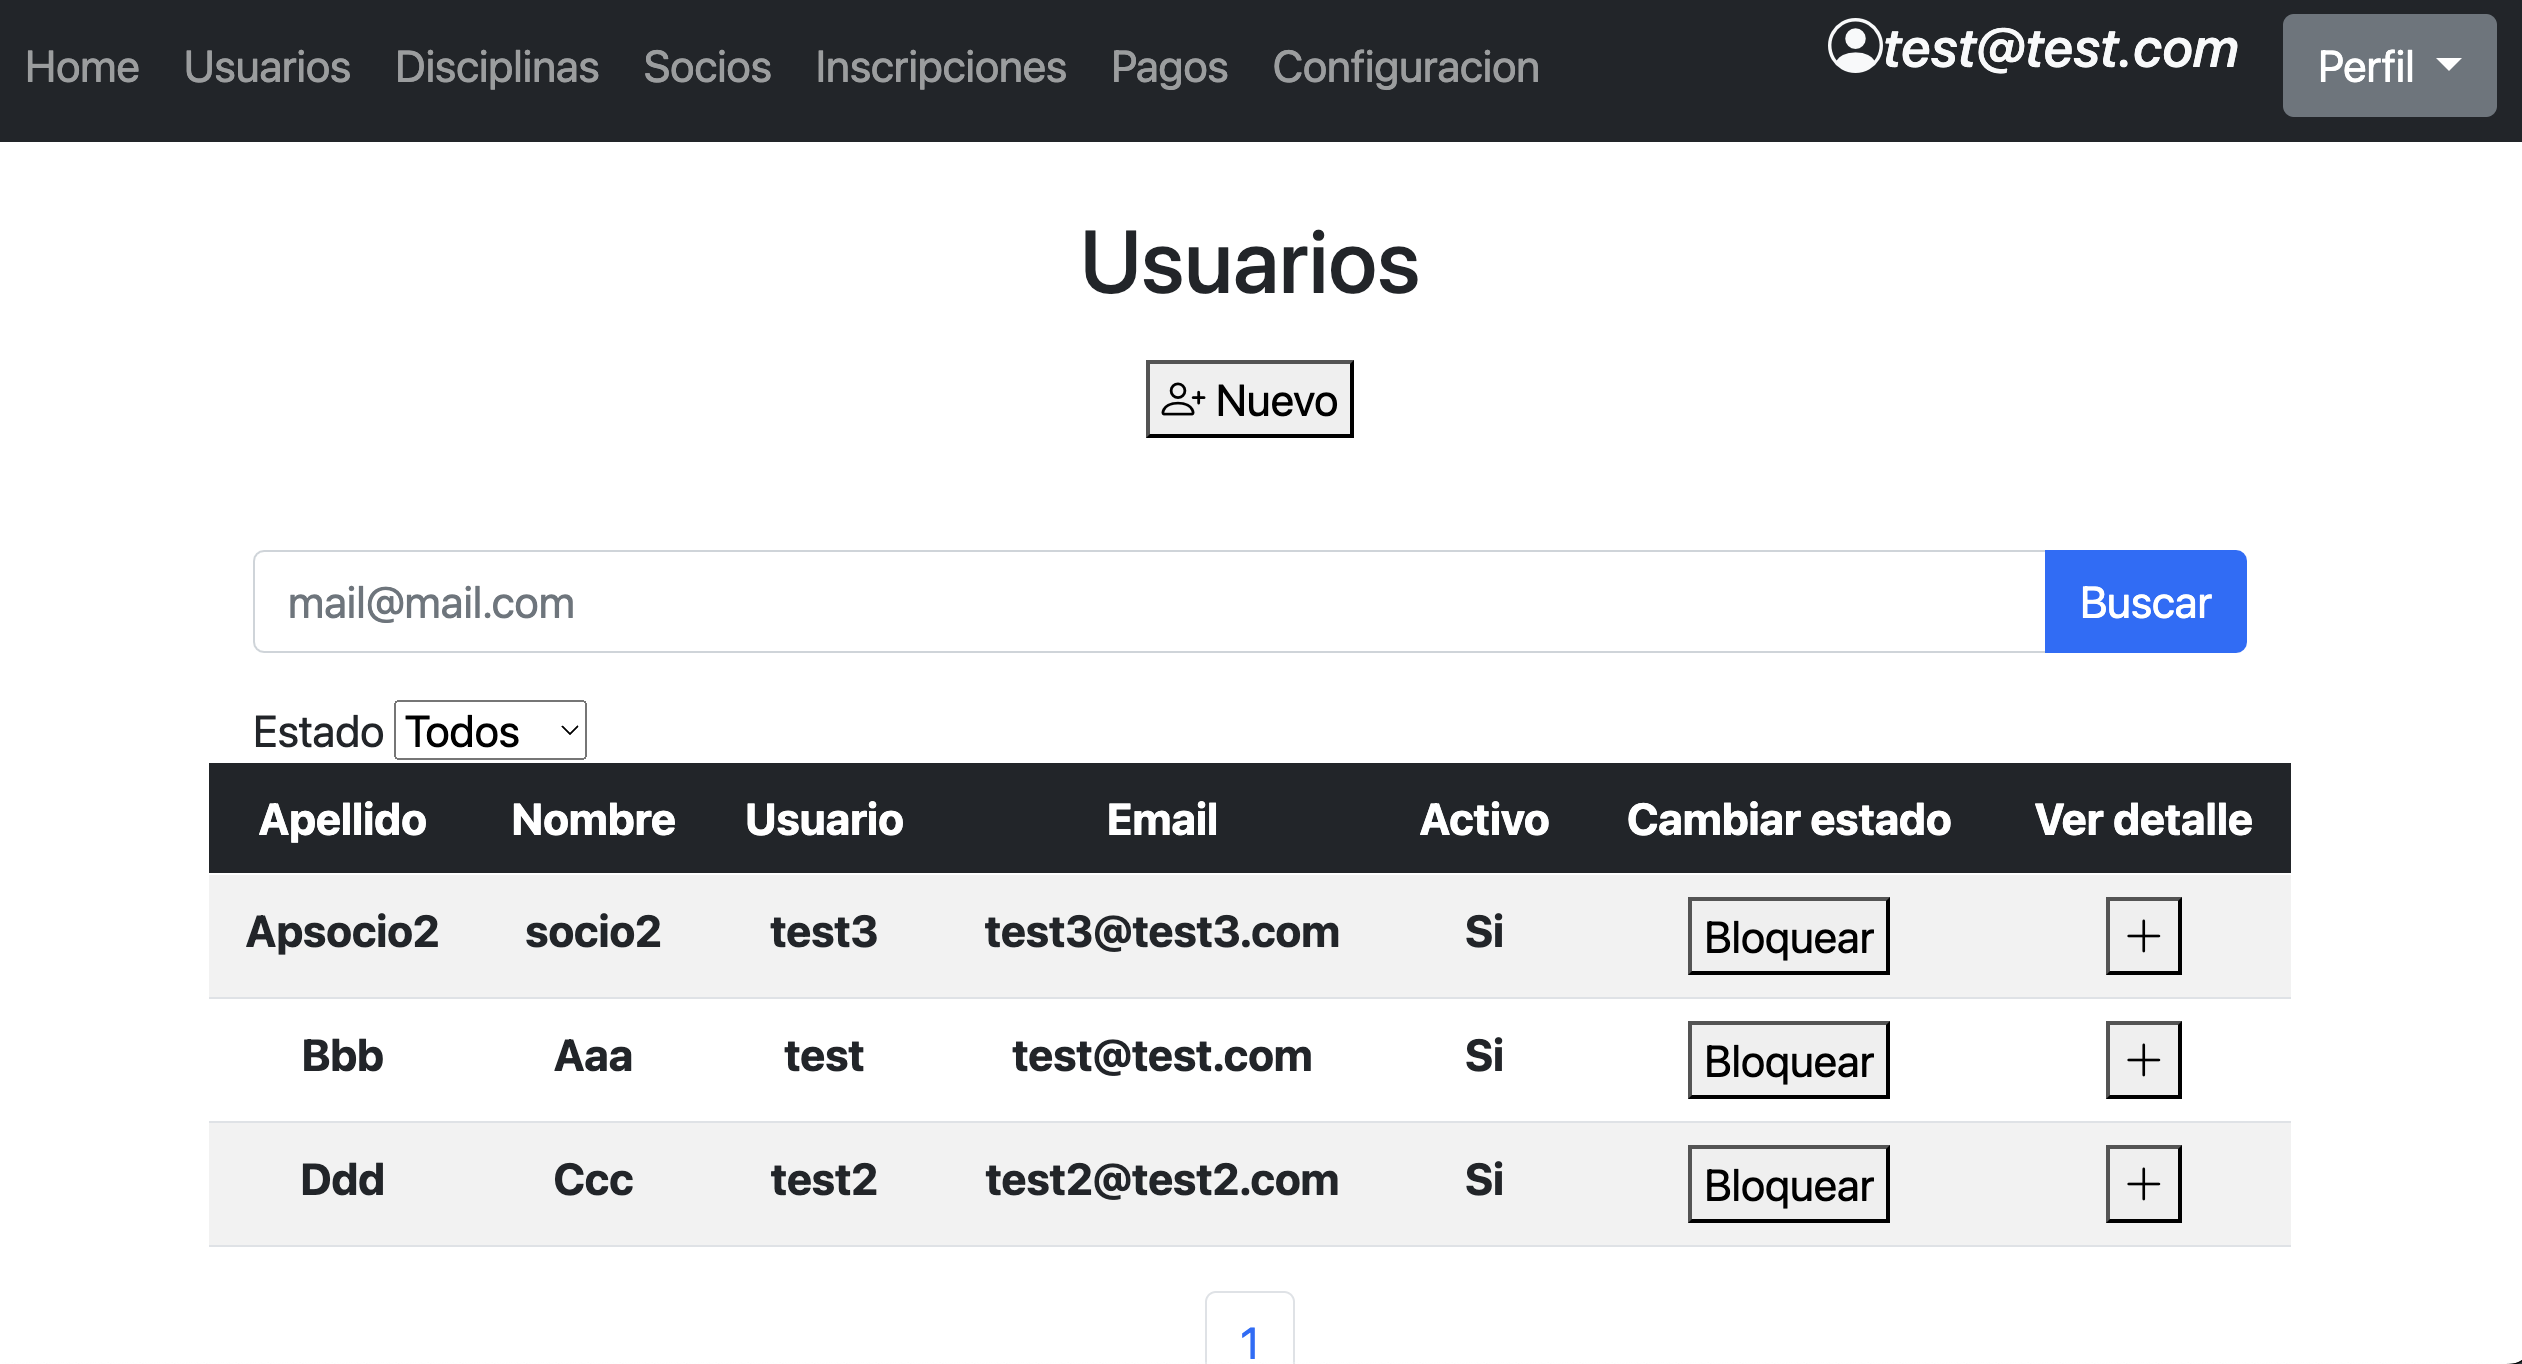 Home Usuarios Disciplinas Socios Inscripciones Pagos Configuracion test@test.com Perfil
Usuarios
Nuevo
mail@mail.com Buscar
Estado Todos
Apellido Nombre Usuario Email Activo Cambiar estado Ver detalle
Apsocio2 socio2 test3 test3@test3.com Si Bloquear +
Bbb Aaa test test@test.com Si Bloquear +
Ddd Ccc test2 test2@test2.com Si Bloquear +
1